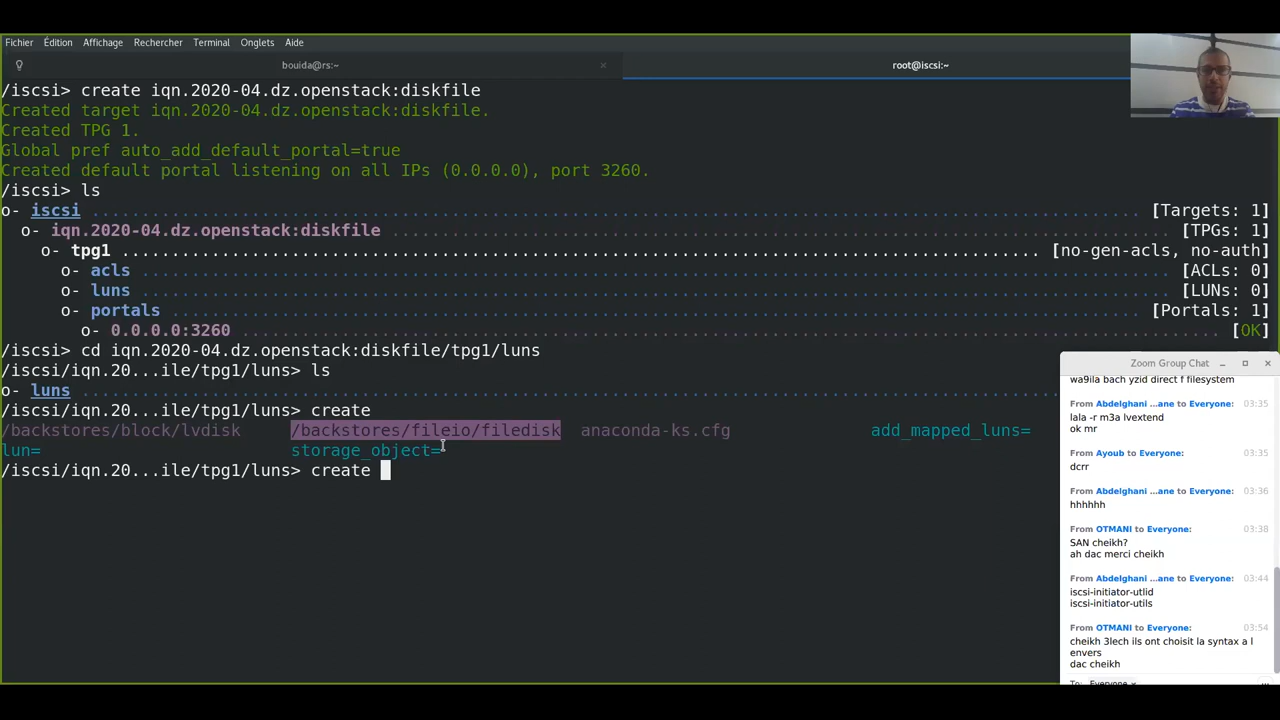 Fichier Édition Affichage Rechercher Terminal Onglets Aide
bouida@rs:~ × root@iscsi:~
/iscsi> create iqn.2020-04.dz.openstack:diskfile
Created target iqn.2020-04.dz.openstack:diskfile.
Created TPG 1.
Global pref auto_add_default_portal=true
Created default portal listening on all IPs (0.0.0.0), port 3260.
/iscsi> ls
o- iscsi ........................................................................................................ [Targets: 1]
o- iqn.2020-04.dz.openstack:diskfile .............................................................................. [TPGs: 1]
o- tpg1 ............................................................................................ [no-gen-acls, no-auth]
o- acls ....................................................................................................... [ACLs: 0]
o- luns ....................................................................................................... [LUNs: 0]
o- portals ................................................................................................. [Portals: 1]
o- 0.0.0.0:3260 .................................................................................................. [OK]
/iscsi> cd iqn.2020-04.dz.openstack:diskfile/tpg1/luns
/iscsi/iqn.20...ile/tpg1/luns> ls
o- luns ..................................................................................................
/iscsi/iqn.20...ile/tpg1/luns> create
/backstores/block/lvdisk /backstores/fileio/filedisk anaconda-ks.cfg add_mapped_luns=
lun= storage_object=
/iscsi/iqn.20...ile/tpg1/luns> create
Zoom Group Chat
wa9ila bach yzid direct f filesystem
From Abdelghani ...ane to Everyone: 03:35
lala -r m3a lvextend
ok mr
From Ayoub to Everyone: 03:35
dcrr
From Abdelghani ...ane to Everyone: 03:36
hhhhhh
From OTMANI to Everyone: 03:38
SAN cheikh?
ah dac merci cheikh
From Abdelghani ...ane to Everyone: 03:44
iscsi-initiator-utlid
iscsi-initiator-utils
From OTMANI to Everyone: 03:54
cheikh 3lech ils ont choisit la syntax a l
envers
dac cheikh
To: Everyone